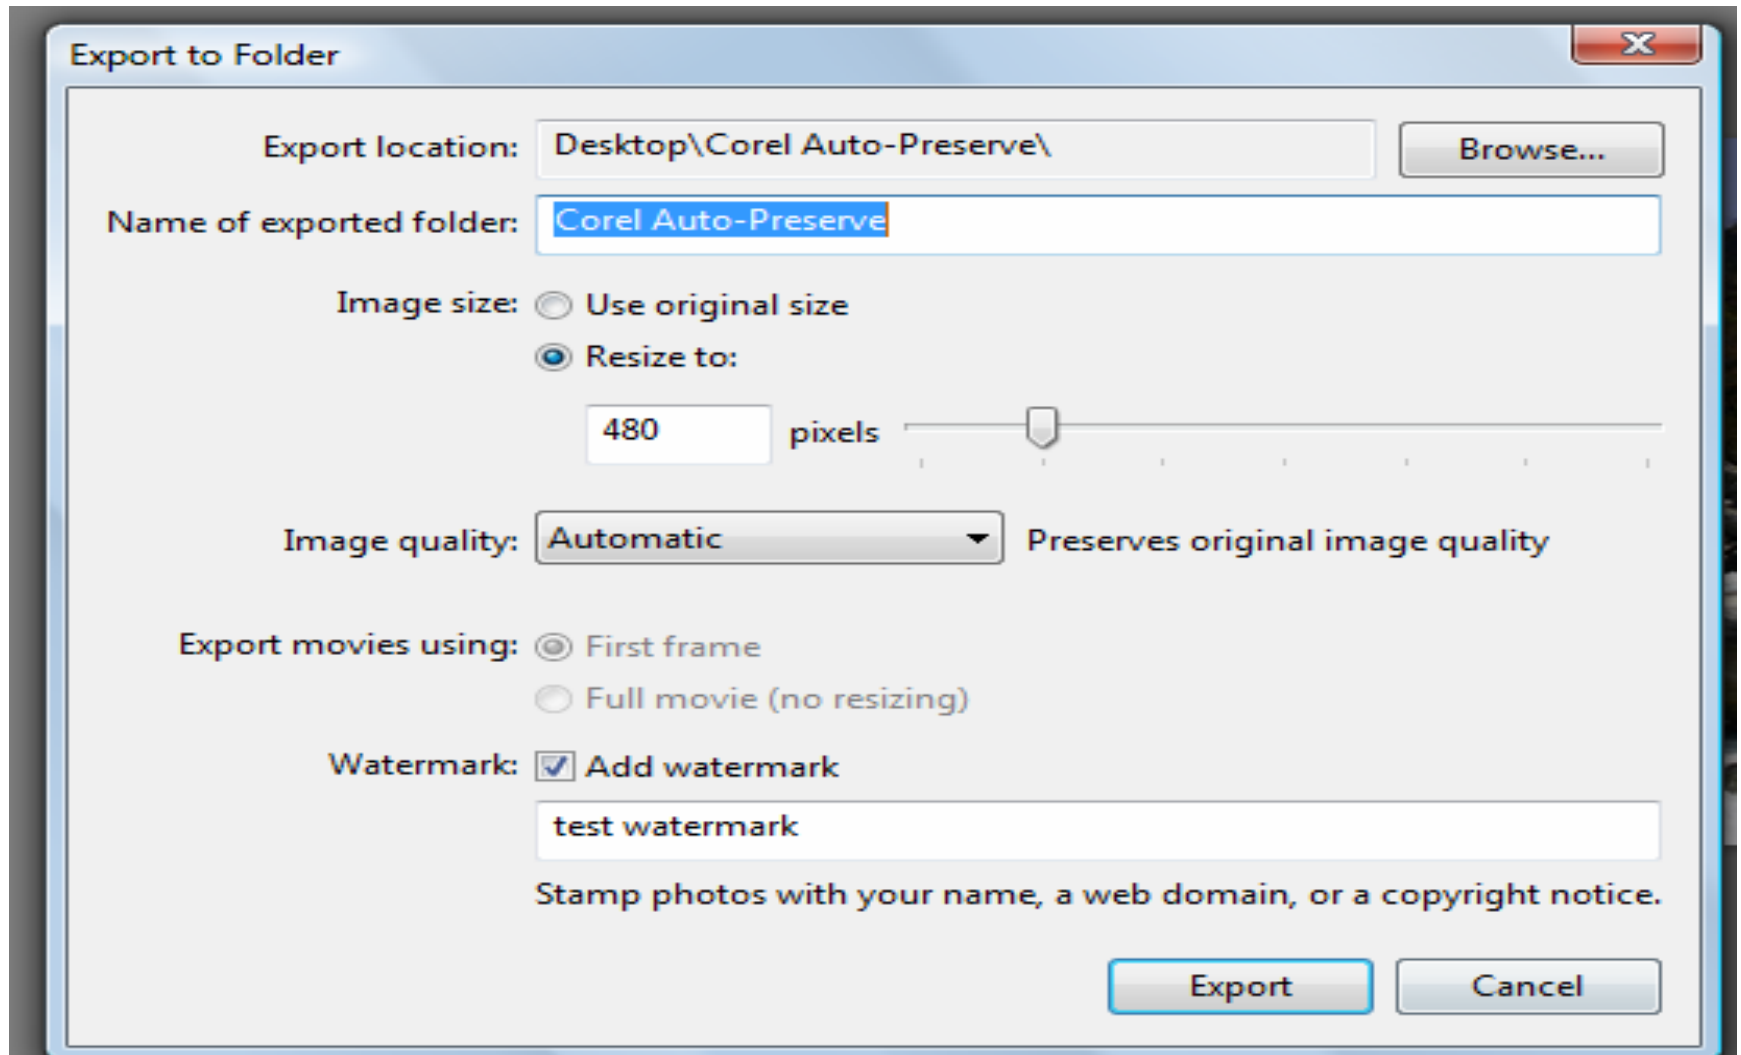 Export to Folder
Export location: Desktop\Corel Auto-Preserve\ Browse...
Name of exported folder: Corel Auto-Preserve
Image size: Use original size
Resize to:
480 pixels
Image quality: Automatic Preserves original image quality
Export movies using: First frame
Full movie (no resizing)
Watermark: Add watermark
test watermark
Stamp photos with your name, a web domain, or a copyright notice.
Export Cancel